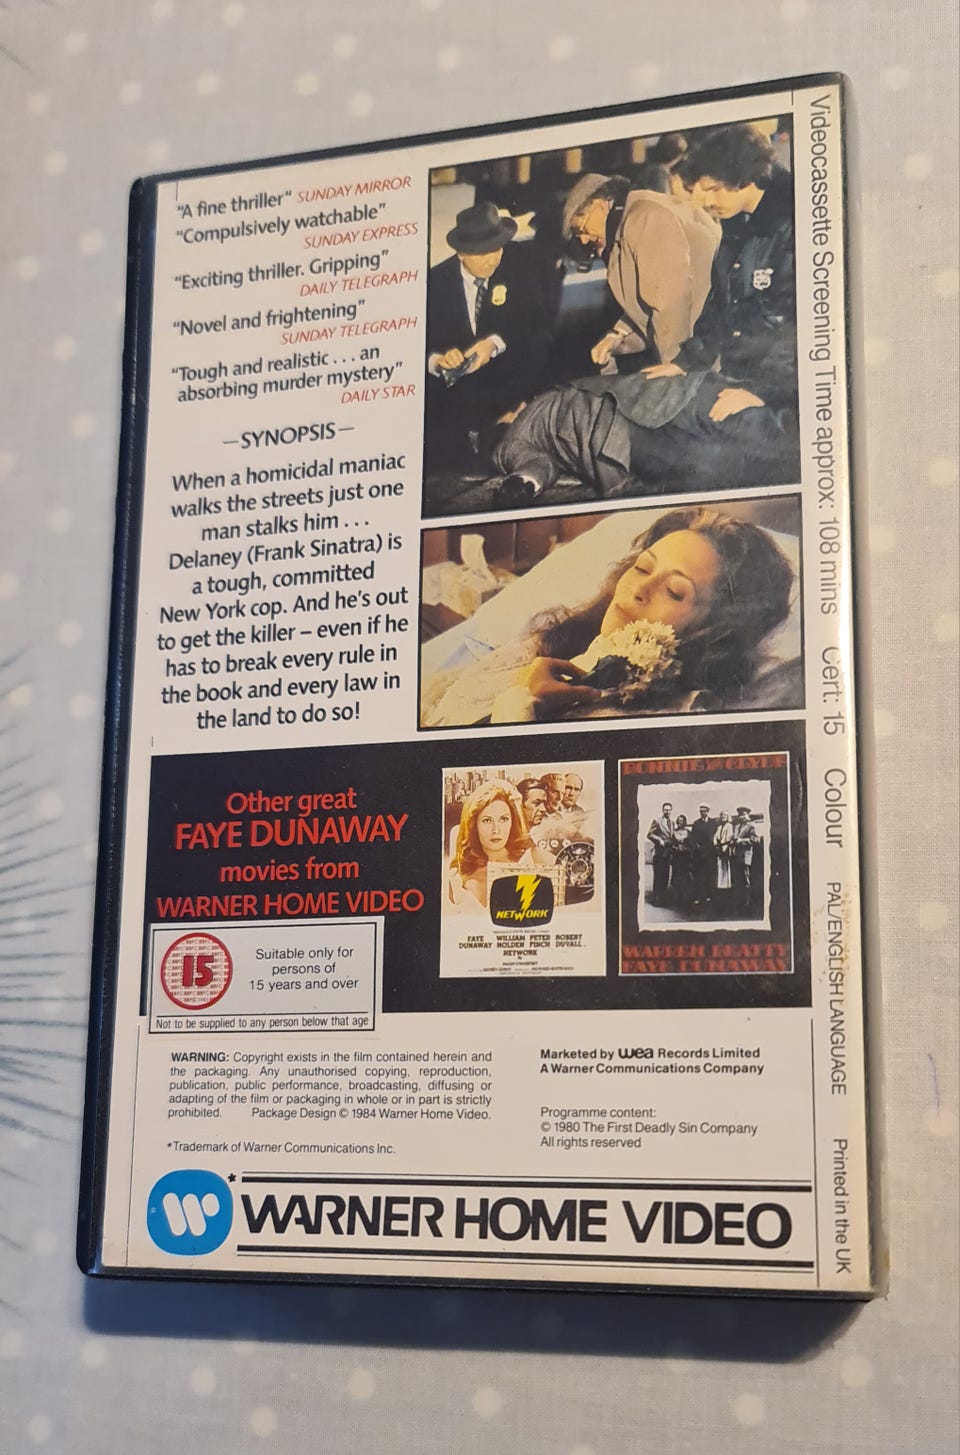 "A fine thriller" SUNDAY MIRROR
"Compulsively watchable"
SUNDAY EXPRESS
"Exciting thriller. Gripping"
DAILY TELEGRAPH
"Novel and frightening"
SUNDAY TELEGRAPH
"Tough and realistic . . . an
absorbing murder mystery"
DAILY STAR
—SYNOPSIS—
When a homicidal maniac
walks the streets just one
man stalks him . . .
Delaney (Frank Sinatra) is
a tough, committed
New York cop. And he's out
to get the killer – even if he
has to break every rule in
the book and every law in
the land to do so!
Other great
FAYE DUNAWAY
movies from
WARNER HOME VIDEO
NETWORK
FAYE DUNAWAY WILLIAM HOLDEN PETER FINCH ROBERT DUVALL
NETWORK
BONNIE AND CLYDE
WARREN BEATTY
FAYE DUNAWAY
15
Suitable only for
persons of
15 years and over
Not to be supplied to any person below that age
WARNING: Copyright exists in the film contained herein and
the packaging. Any unauthorised copying, reproduction,
publication, public performance, broadcasting, diffusing or
adapting of the film or packaging in whole or in part is strictly
prohibited. Package Design © 1984 Warner Home Video.
*Trademark of Warner Communications Inc.
Marketed by wea Records Limited
A Warner Communications Company
Programme content:
© 1980 The First Deadly Sin Company
All rights reserved
* WARNER HOME VIDEO
Videocassette Screening Time approx: 108 mins Cert: 15 Colour PAL/ENGLISH LANGUAGE Printed in the UK